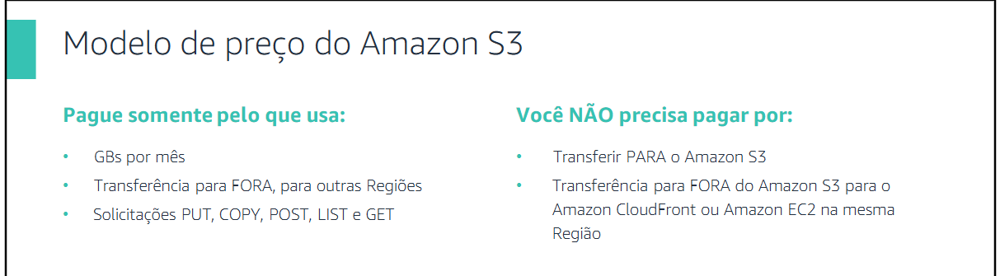 Modelo de preço do Amazon S3
Pague somente pelo que usa:
• GBs por mês
• Transferência para FORA, para outras Regiões
• Solicitações PUT, COPY, POST, LIST e GET
Você NÃO precisa pagar por:
• Transferir PARA o Amazon S3
• Transferência para FORA do Amazon S3 para o
Amazon CloudFront ou Amazon EC2 na mesma
Região